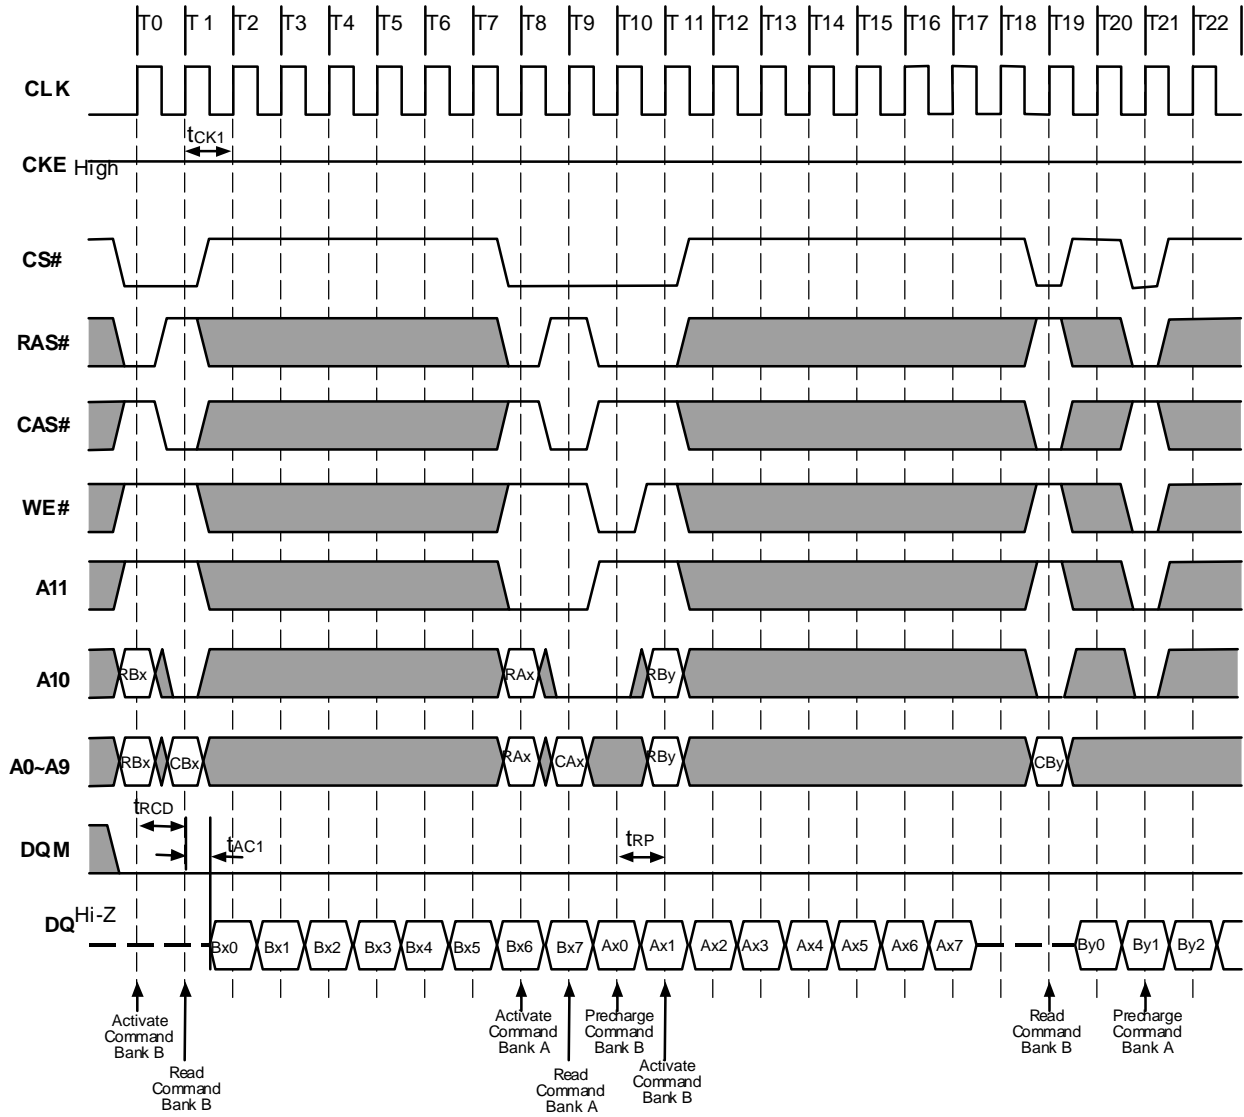 T0 T 1 T2 T3 T4 T5 T6 T7 T8 T9 T10 T 11 T12 T13 T14 T15 T16 T17 T18 T19 T20 T21 T22
CLK
tCK1
CKE High
CS#
RAS#
CAS#
WE#
A11
A10 RBx RAx RBy
A0~A9 RBx CBx RAx CAx RBy CBy
tRCD
DQM tAC1 tRP
DQ Hi-Z
Bx0 Bx1 Bx2 Bx3 Bx4 Bx5 Bx6 Bx7 Ax0 Ax1 Ax2 Ax3 Ax4 Ax5 Ax6 Ax7 By0 By1 By2
Activate
Command
Bank B
Read
Command
Bank B
Activate
Command
Bank A
Read
Command
Bank A
Precharge
Command
Bank B
Activate
Command
Bank B
Read
Command
Bank B
Precharge
Command
Bank A